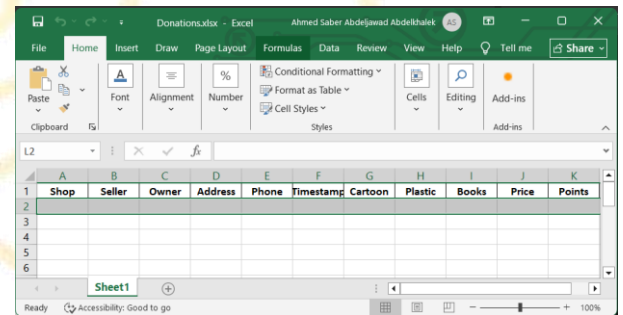 Donations.xlsx - Excel Ahmed Saber Abdeljawad Abdelkhalek AS
File Home Insert Draw Page Layout Formulas Data Review View Help Tell me Share
Paste Font Alignment Number Conditional Formatting Format as Table Cell Styles Cells Editing Add-ins
Clipboard Styles Add-ins
L2 fx
A B C D E F G H I J K
1 Shop Seller Owner Address Phone Timestamp Cartoon Plastic Books Price Points
2
3
4
5
6
Sheet1
Ready Accessibility: Good to go 100%